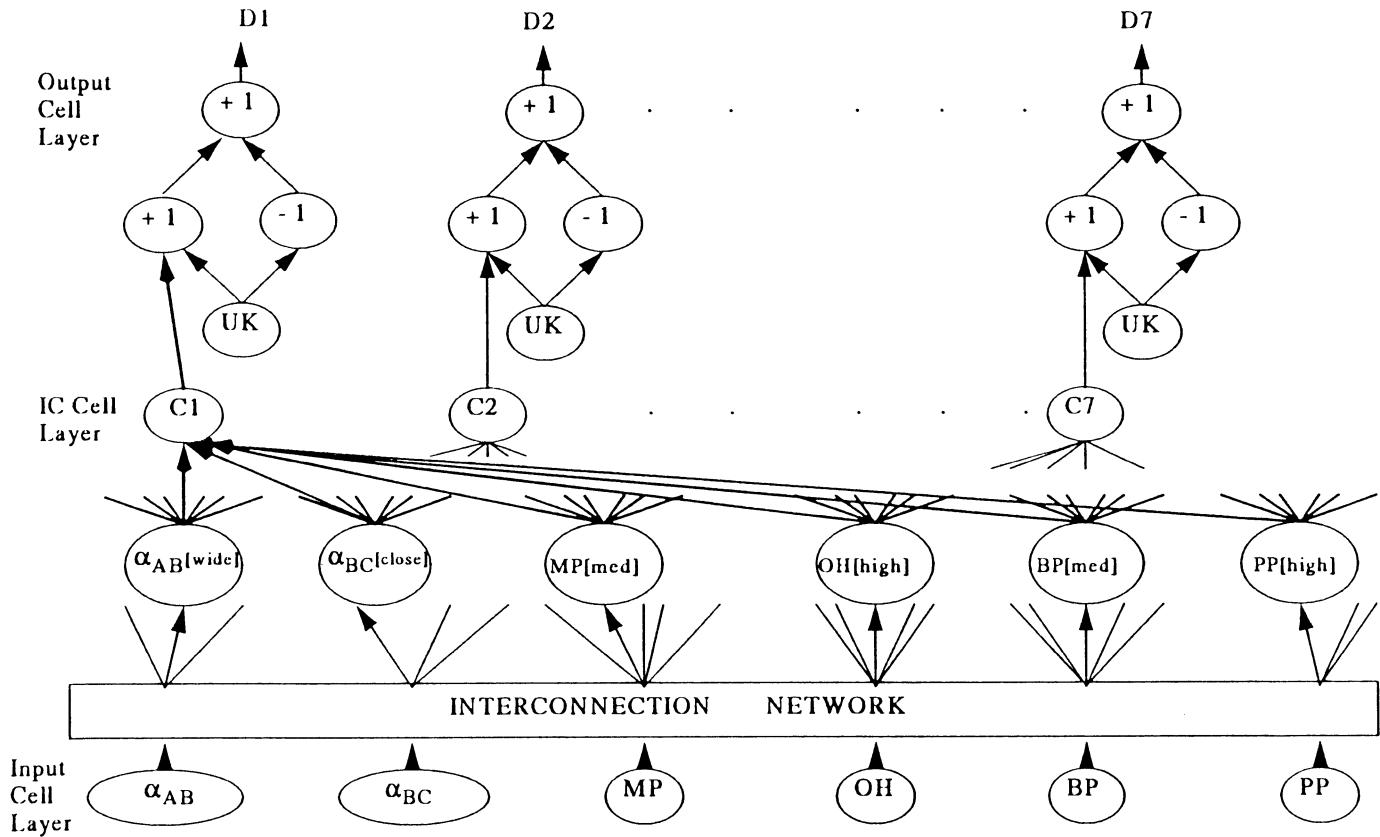 D1 D2 D7
Output
Cell
Layer
+ 1 + 1 + 1
+ 1 - 1 + 1 - 1 + 1 - 1
UK UK UK
IC Cell
Layer
C1 C2 C7
αAB[wide] αBC[close] MP[med] OH[high] BP[med] PP[high]
INTERCONNECTION NETWORK
Input
Cell
Layer
αAB αBC MP OH BP PP